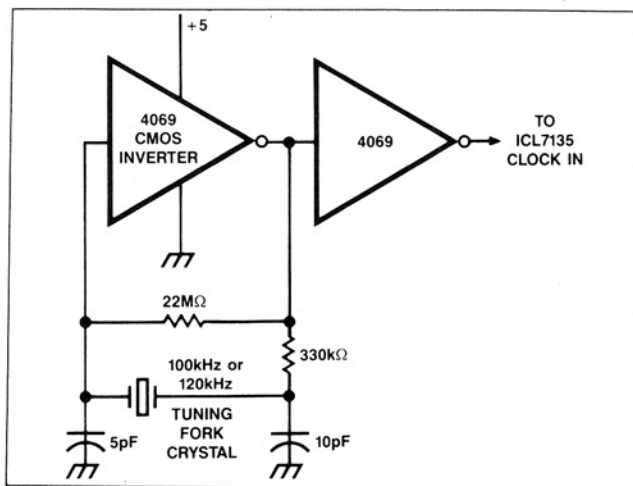 +5
4069
CMOS
INVERTER
4069
TO
ICL7135
CLOCK IN
22MΩ
330kΩ
100kHz or
120kHz
TUNING
FORK
CRYSTAL
5pF
10pF